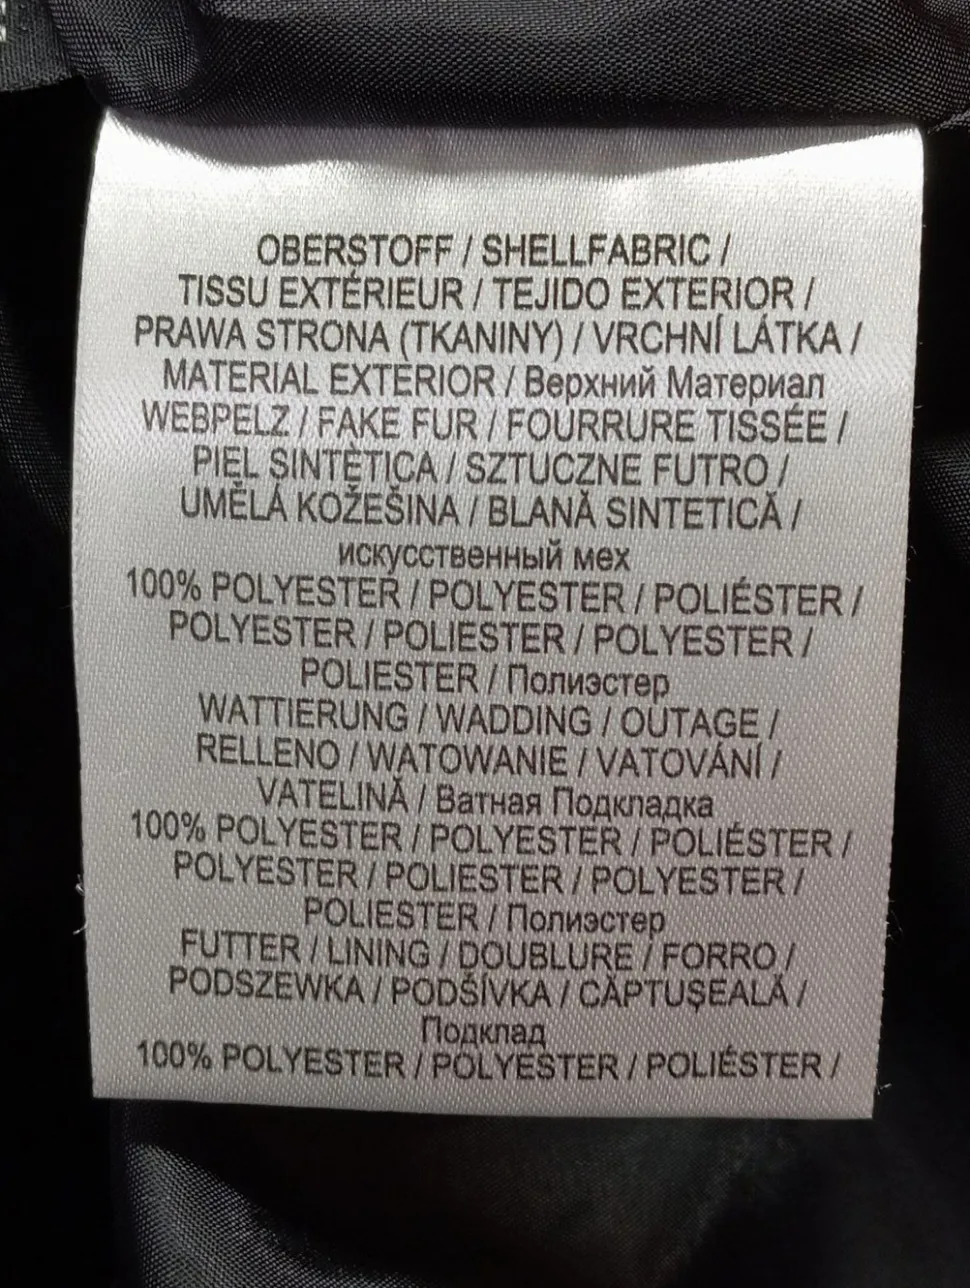 OBERSTOFF / SHELLFABRIC /
TISSU EXTÉRIEUR / TEJIDO EXTERIOR /
PRAWA STRONA (TKANINY) / VRCHNÍ LÁTKA /
MATERIAL EXTERIOR / Верхний Материал
WEBPELZ / FAKE FUR / FOURRURE TISSÉE /
PIEL SINTÈTICA / SZTUCZNE FUTRO /
UMĚLÁ KOŽEŠINA / BLANĂ SINTETICĂ /
искусственный мех
100% POLYESTER / POLYESTER / POLIÉSTER /
POLYESTER / POLIESTER / POLYESTER /
POLIESTER / Полиэстер
WATTIERUNG / WADDING / OUTAGE /
RELLENO / WATOWANIE / VATOVÁNÍ /
VATELINĂ / Ватная Подкладка
100% POLYESTER / POLYESTER / POLIÉSTER /
POLYESTER / POLIESTER / POLYESTER /
POLIESTER / Полиэстер
FUTTER / LINING / DOUBLURE / FORRO /
PODSZEWKA / PODŠÍVKA / CĂPTUȘEALĂ /
Подклад
100% POLYESTER / POLYESTER / POLIÉSTER /